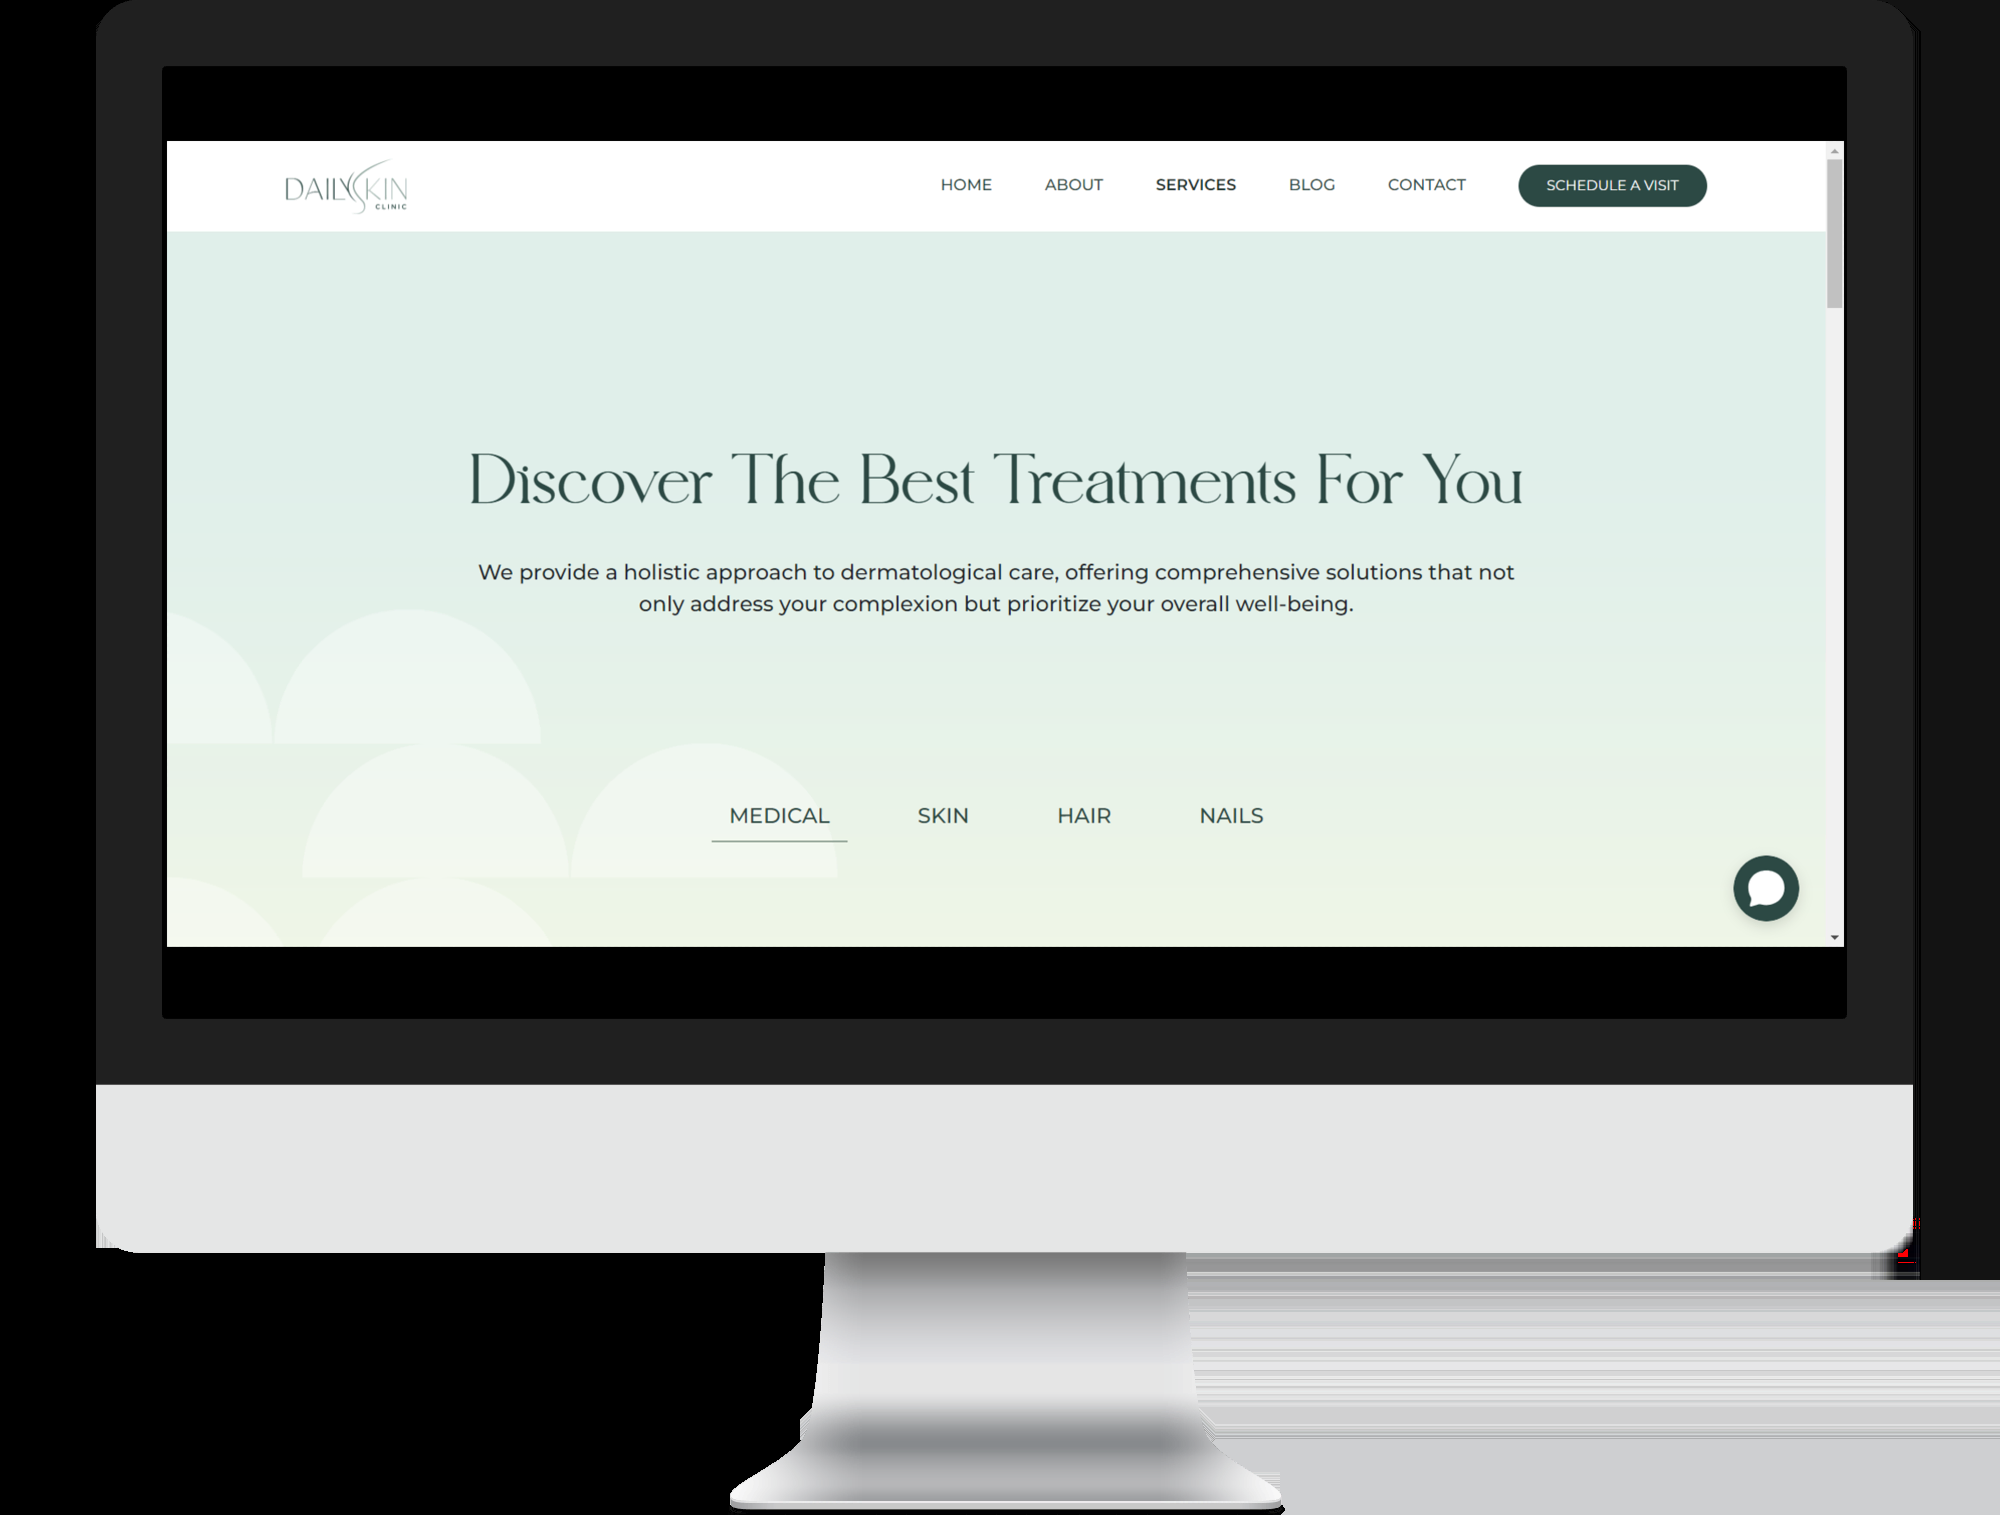 DAILYSKIN
CLINIC
HOME ABOUT SERVICES BLOG CONTACT SCHEDULE A VISIT
Discover The Best Treatments For You
We provide a holistic approach to dermatological care, offering comprehensive solutions that not
only address your complexion but prioritize your overall well-being.
MEDICAL SKIN HAIR NAILS